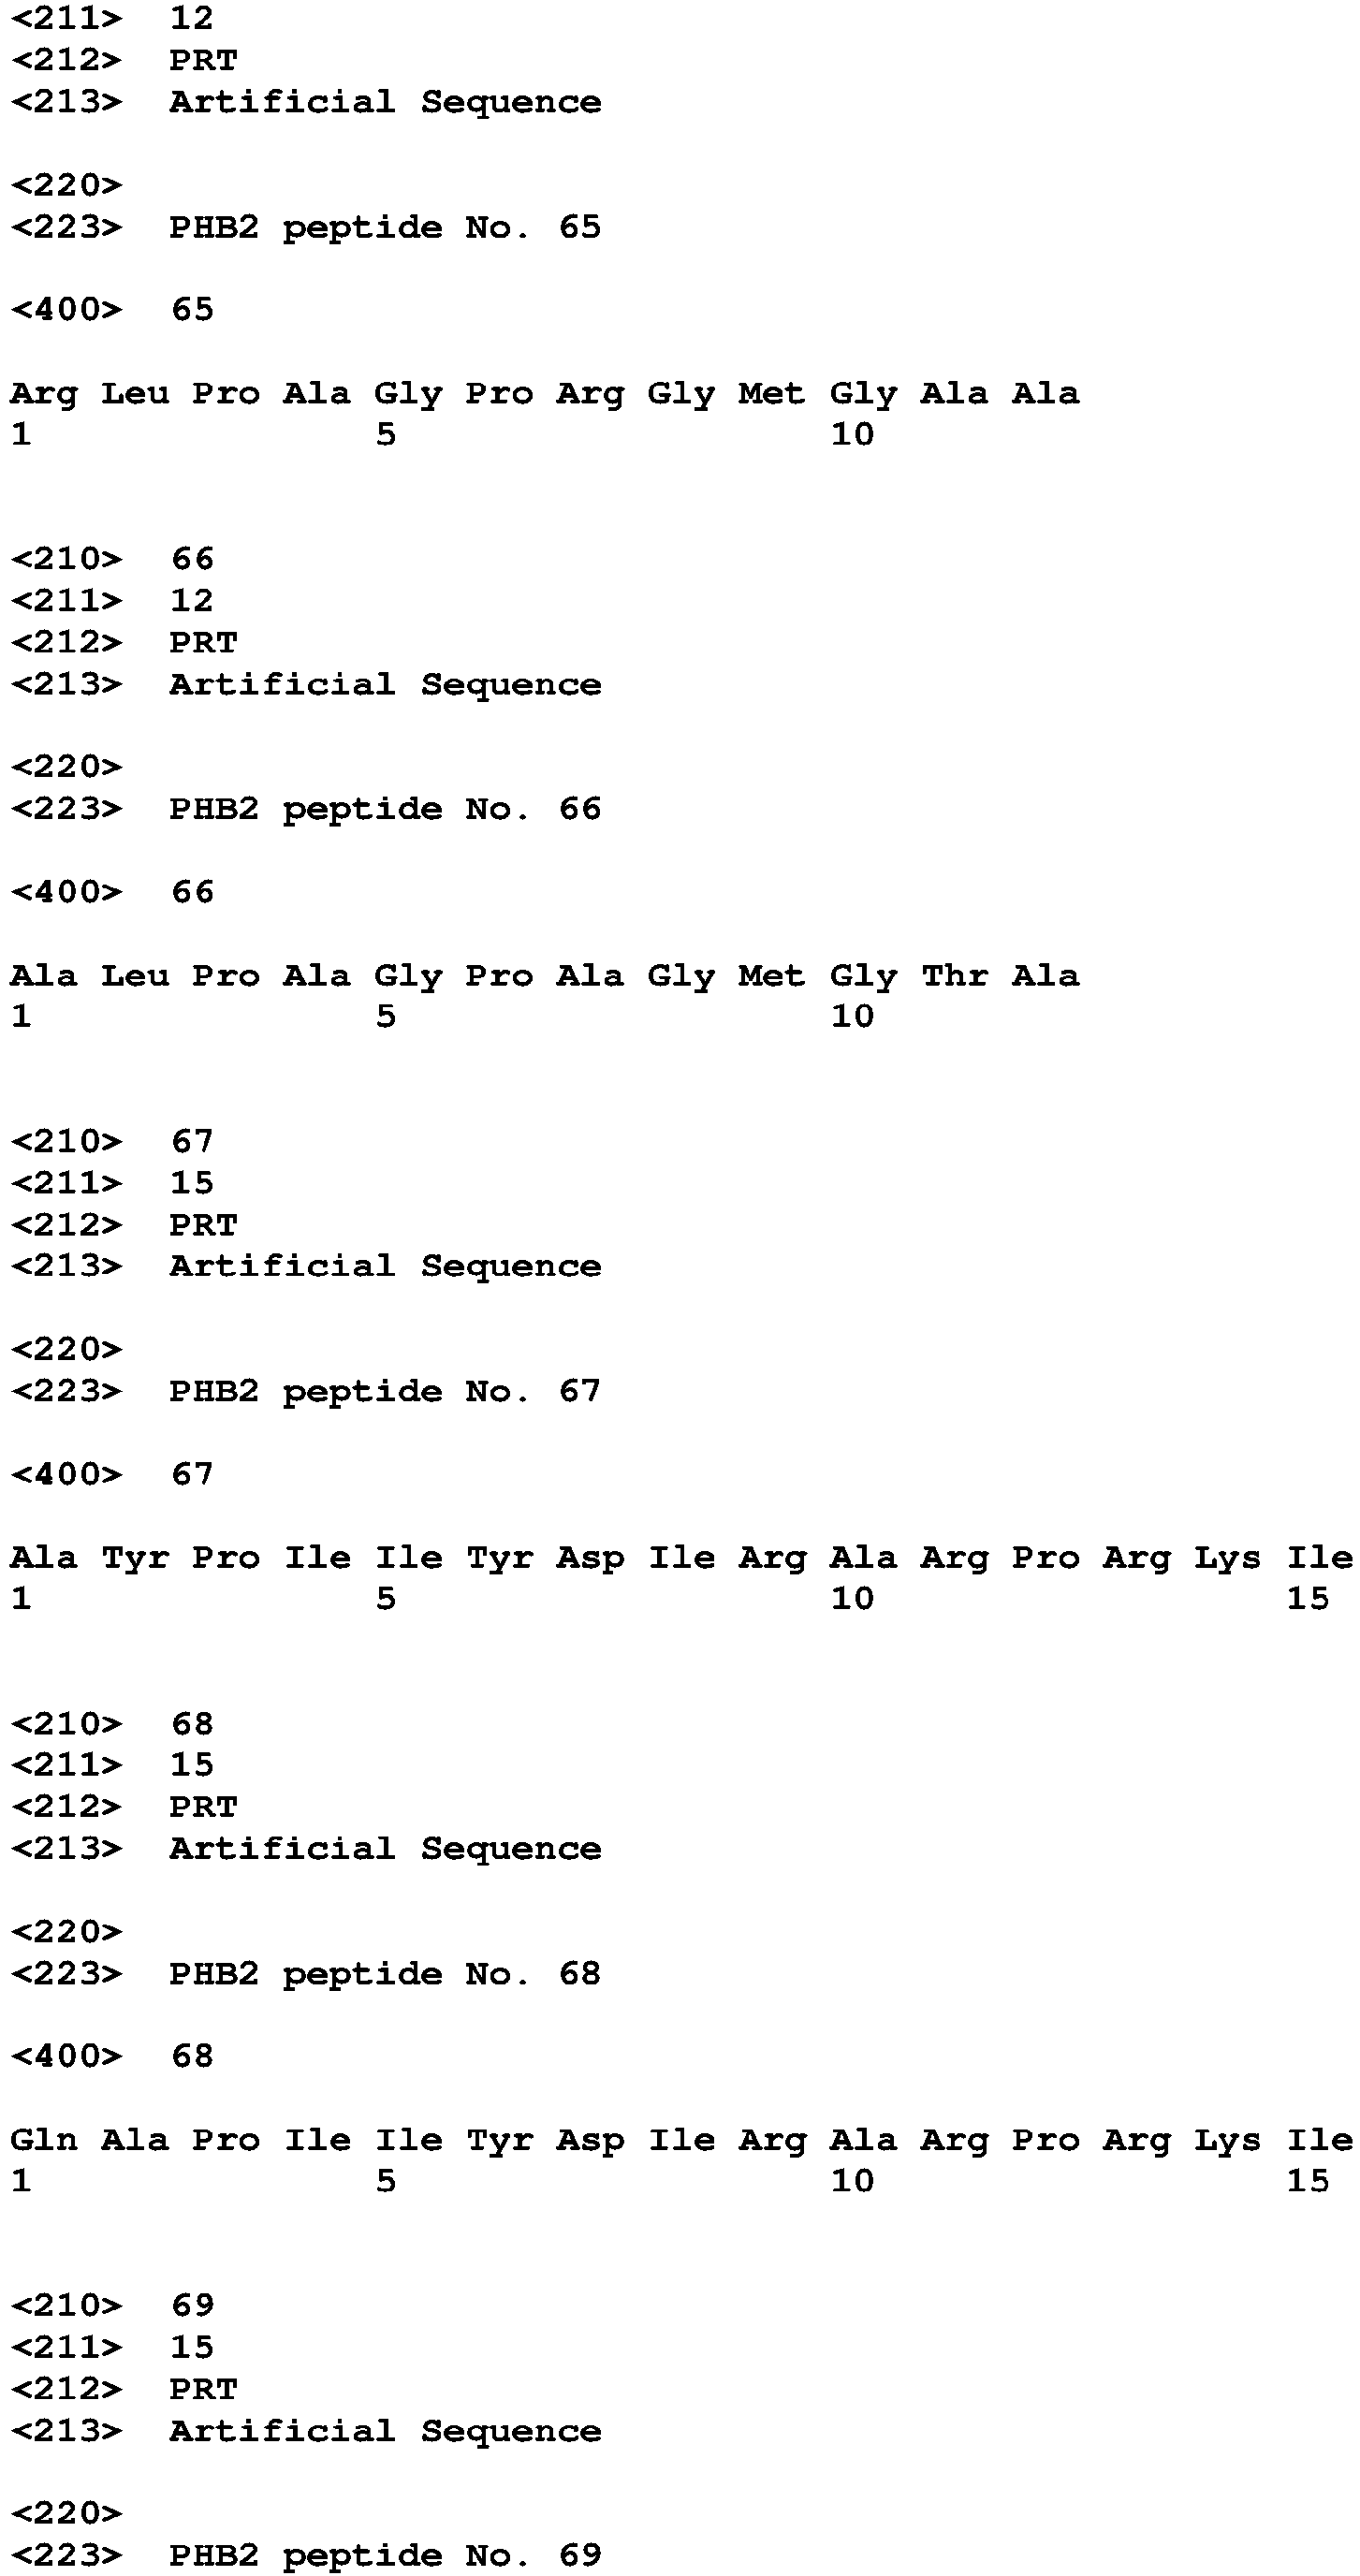 <211> 12
<212> PRT
<213> Artificial Sequence
<220>
<223> PHB2 peptide No. 65
<400> 65
Arg Leu Pro Ala Gly Pro Arg Gly Met Gly Ala Ala
1 5 10
<210> 66
<211> 12
<212> PRT
<213> Artificial Sequence
<220>
<223> PHB2 peptide No. 66
<400> 66
Ala Leu Pro Ala Gly Pro Ala Gly Met Gly Thr Ala
1 5 10
<210> 67
<211> 15
<212> PRT
<213> Artificial Sequence
<220>
<223> PHB2 peptide No. 67
<400> 67
Ala Tyr Pro Ile Ile Tyr Asp Ile Arg Ala Arg Pro Arg Lys Ile
1 5 10 15
<210> 68
<211> 15
<212> PRT
<213> Artificial Sequence
<220>
<223> PHB2 peptide No. 68
<400> 68
Gln Ala Pro Ile Ile Tyr Asp Ile Arg Ala Arg Pro Arg Lys Ile
1 5 10 15
<210> 69
<211> 15
<212> PRT
<213> Artificial Sequence
<220>
<223> PHB2 peptide No. 69